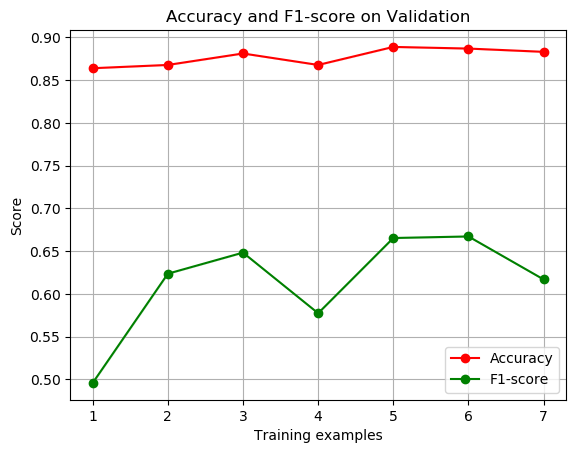 Accuracy and F1-score on Validation
0.90
0.85
0.80
0.75
0.70
0.65
0.60
0.55
0.50
Score
1 2 3 4 5 6 7
Training examples
Accuracy
F1-score